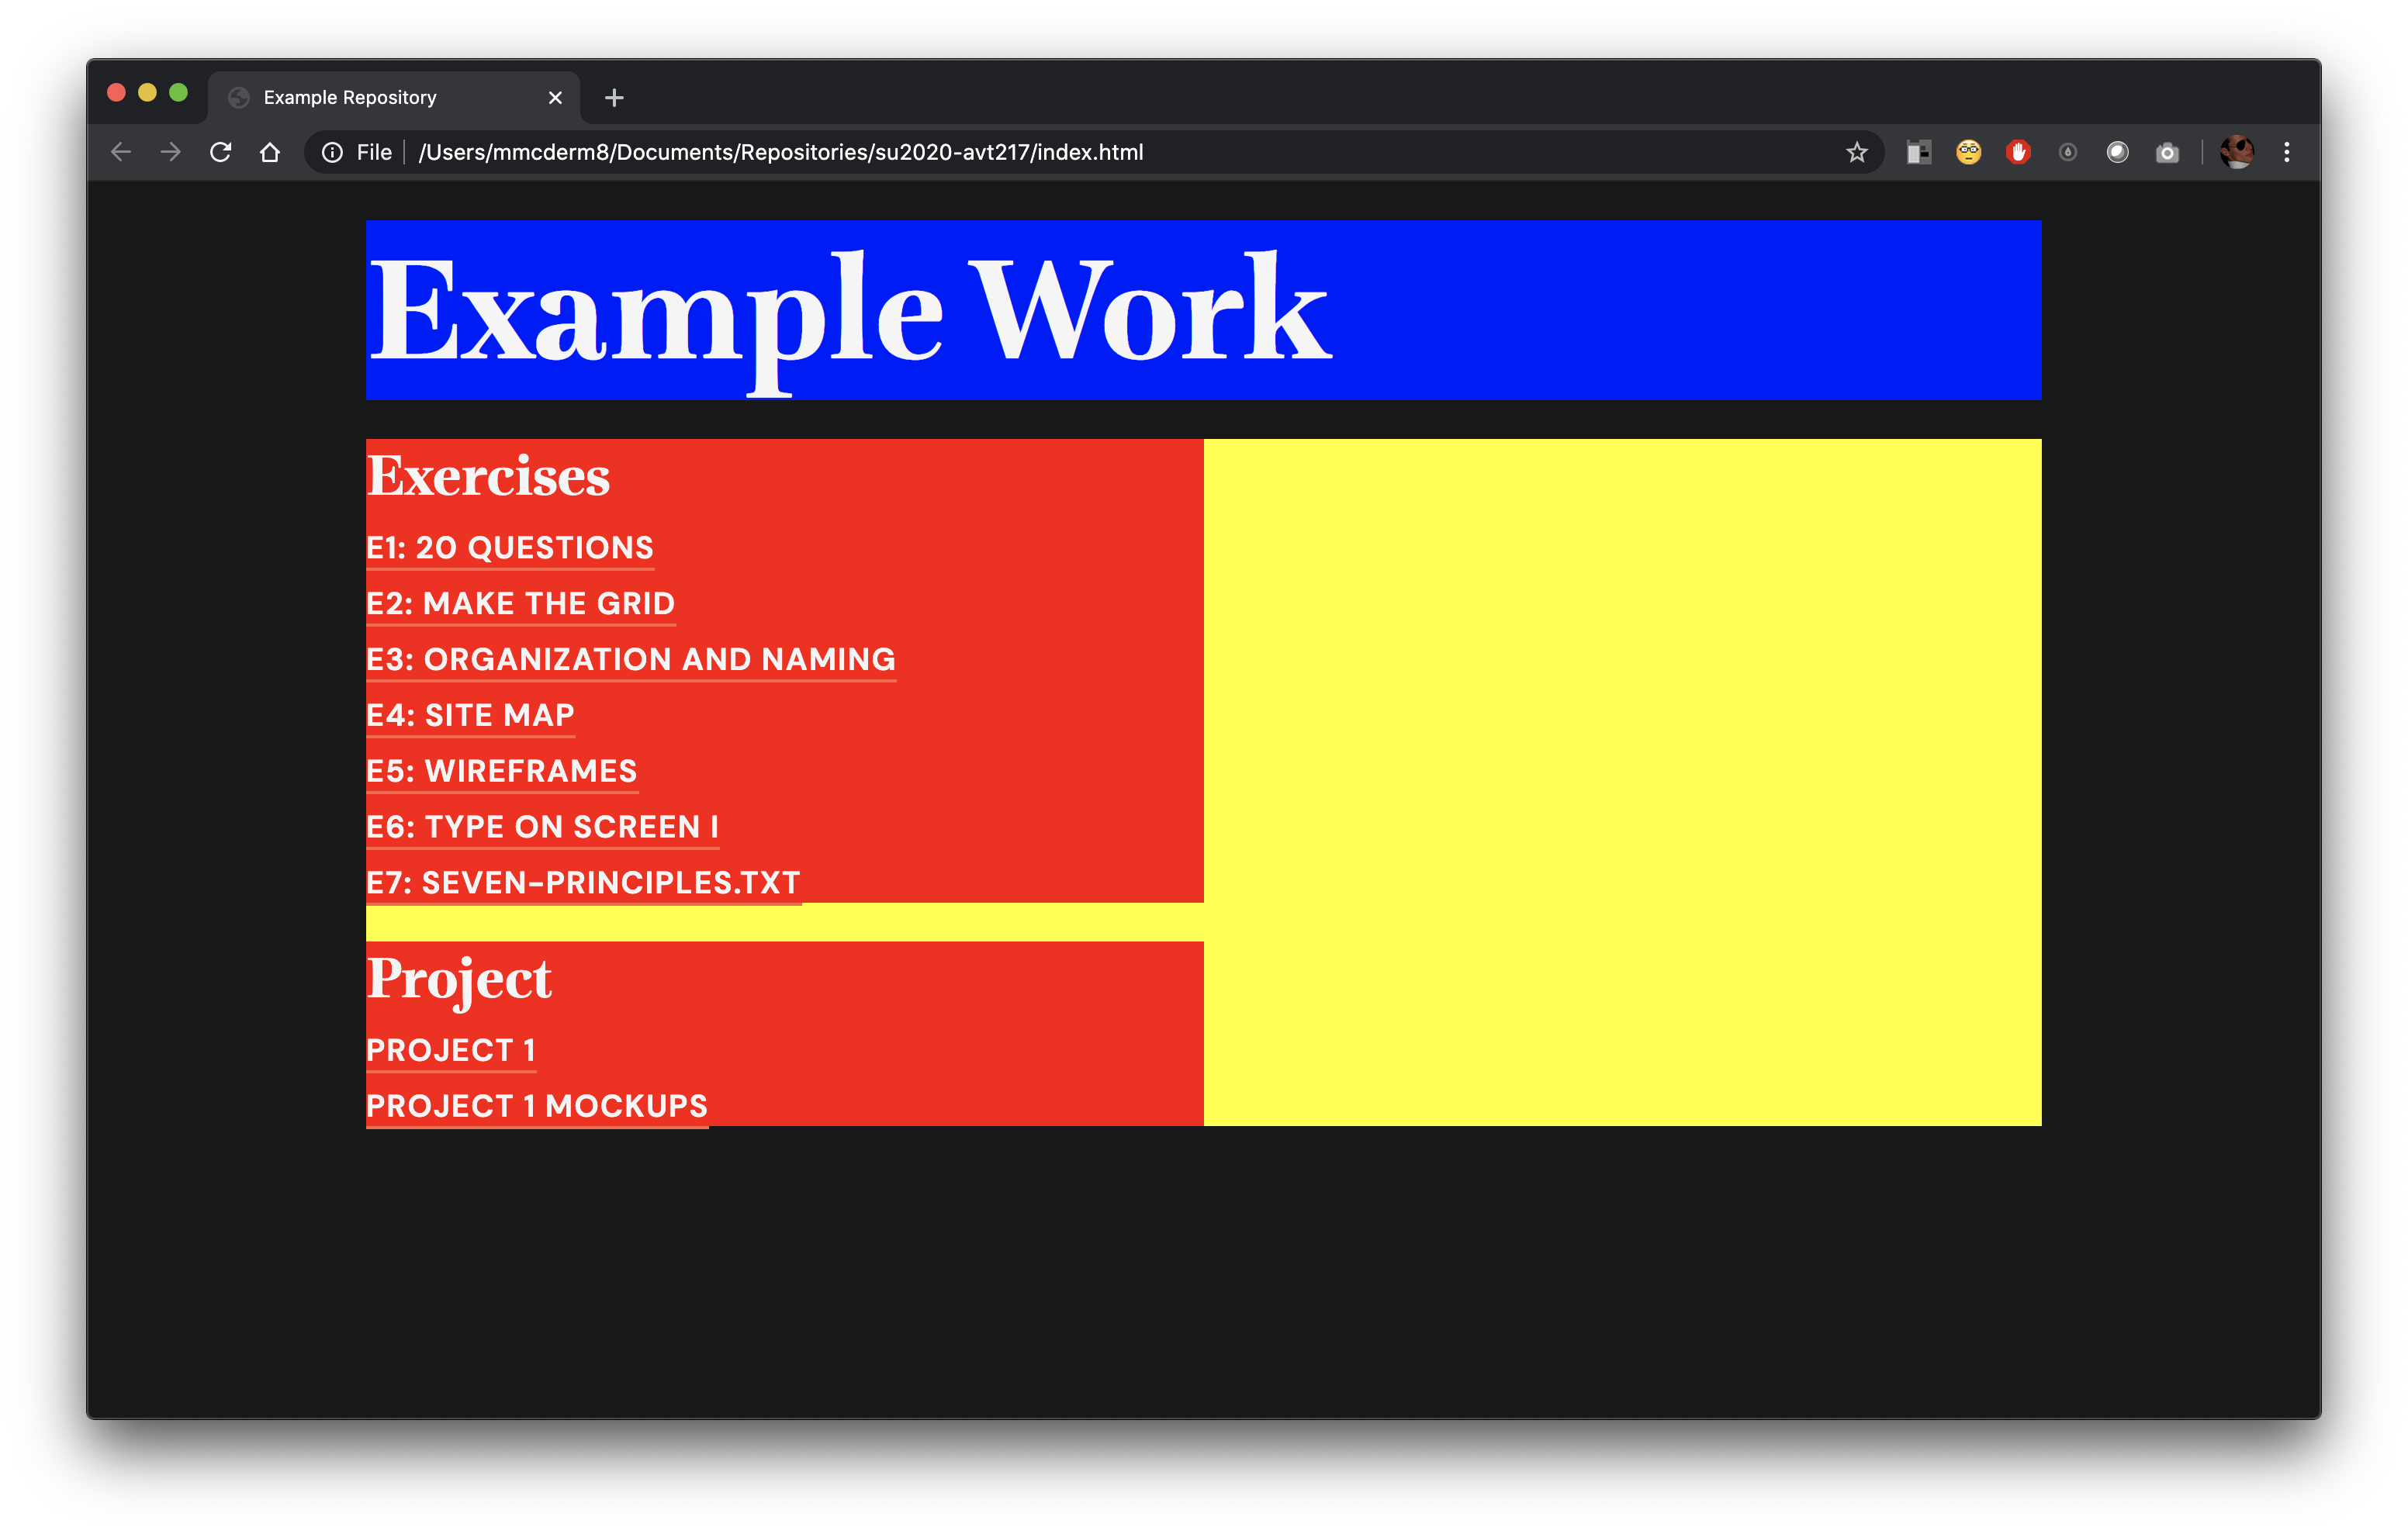 Example Repository
File /Users/mmcderm8/Documents/Repositories/su2020-avt217/index.html
Example Work
Exercises
E1: 20 QUESTIONS
E2: MAKE THE GRID
E3: ORGANIZATION AND NAMING
E4: SITE MAP
E5: WIREFRAMES
E6: TYPE ON SCREEN I
E7: SEVEN-PRINCIPLES.TXT
Project
PROJECT 1
PROJECT 1 MOCKUPS